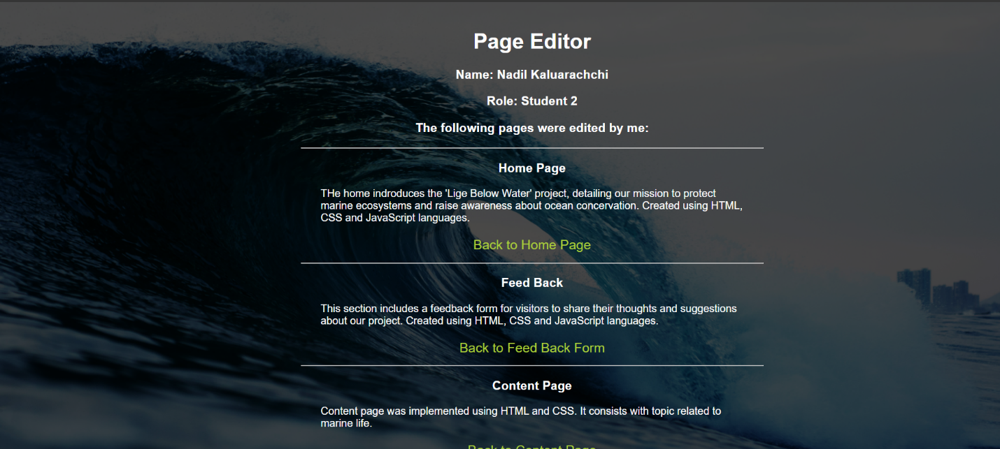 Page Editor
Name: Nadil Kaluarachchi
Role: Student 2
The following pages were edited by me:
Home Page
THe home indroduces the 'Lige Below Water' project, detailing our mission to protect
marine ecosystems and raise awareness about ocean concervation. Created using HTML,
CSS and JavaScript languages.
Back to Home Page
Feed Back
This section includes a feedback form for visitors to share their thoughts and suggestions
about our project. Created using HTML, CSS and JavaScript languages.
Back to Feed Back Form
Content Page
Content page was implemented using HTML and CSS. It consists with topic related to
marine life.
Back to Content Page